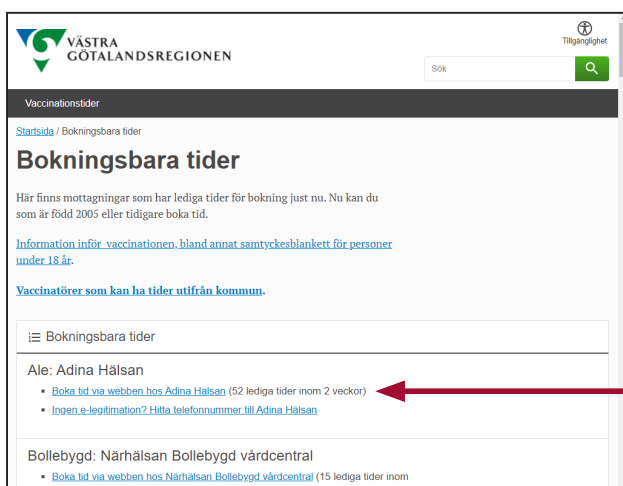 VÄSTRA
GÖTALANDSREGIONEN
Tillgänglighet
Sök
Vaccinationstider
Startsida / Bokningsbara tider
Bokningsbara tider
Här finns mottagningar som har lediga tider för bokning just nu. Nu kan du
som är född 2005 eller tidigare boka tid.
Information inför vaccinationen, bland annat samtyckesblankett för personer
under 18 år.
Vaccinatörer som kan ha tider utifrån kommun.
Bokningsbara tider
Ale: Adina Hälsan
Boka tid via webben hos Adina Hälsan (52 lediga tider inom 2 veckor)
Ingen e-legitimation? Hitta telefonnummer till Adina Hälsan
Bollebygd: Närhälsan Bollebygd vårdcentral
Boka tid via webben hos Närhälsan Bollebygd vårdcentral (15 lediga tider inom